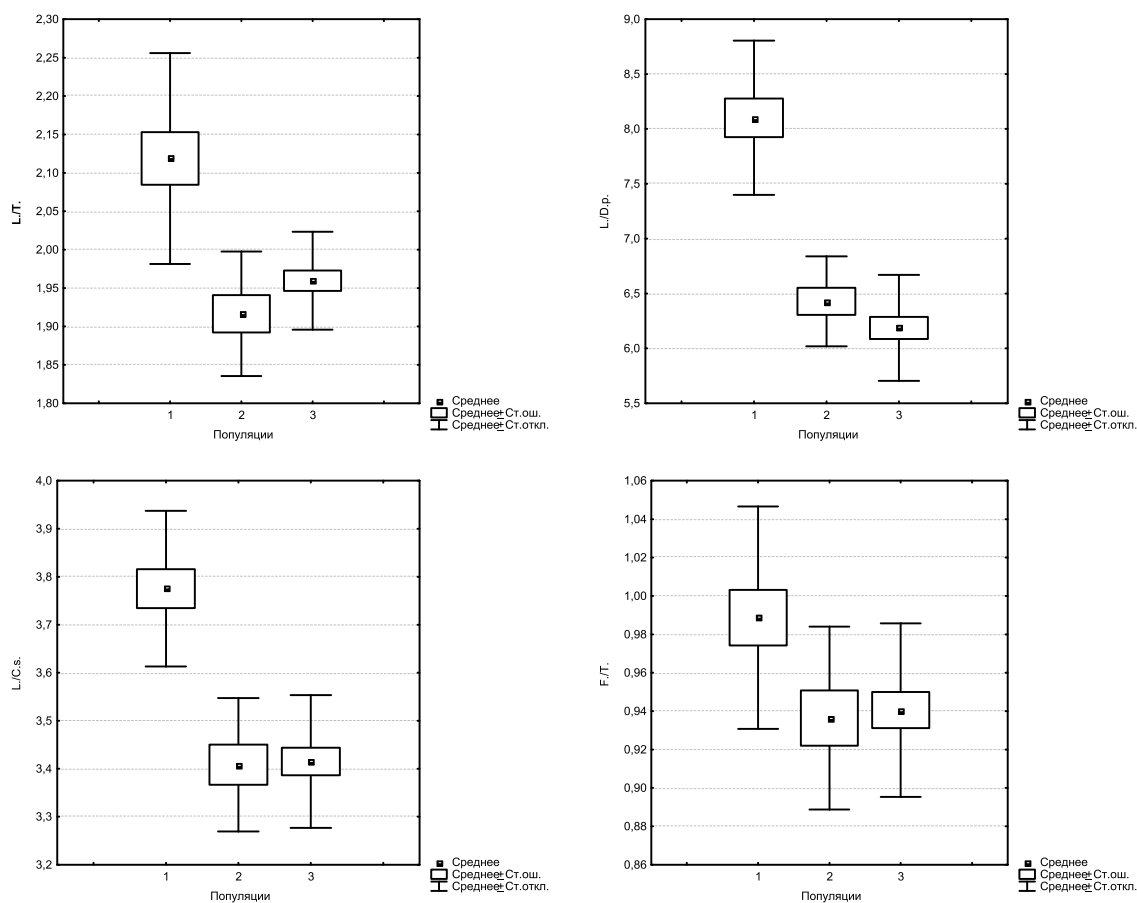 2,30
2,25
2,20
2,15
2,10
2,05
2,00
1,95
1,90
1,85
1,80
L./T.
1 2 3
Популяции
Среднее
Среднее±Ст.ош.
Среднее±Ст.откл.
9,0
8,5
8,0
7,5
7,0
6,5
6,0
5,5
L./D.p.
1 2 3
Популяции
Среднее
Среднее±Ст.ош.
Среднее±Ст.откл.
4,0
3,9
3,8
3,7
3,6
3,5
3,4
3,3
3,2
L./C.s.
1 2 3
Популяции
Среднее
Среднее±Ст.ош.
Среднее±Ст.откл.
1,06
1,04
1,02
1,00
0,98
0,96
0,94
0,92
0,90
0,88
0,86
F./T.
1 2 3
Популяции
Среднее
Среднее±Ст.ош.
Среднее±Ст.откл.